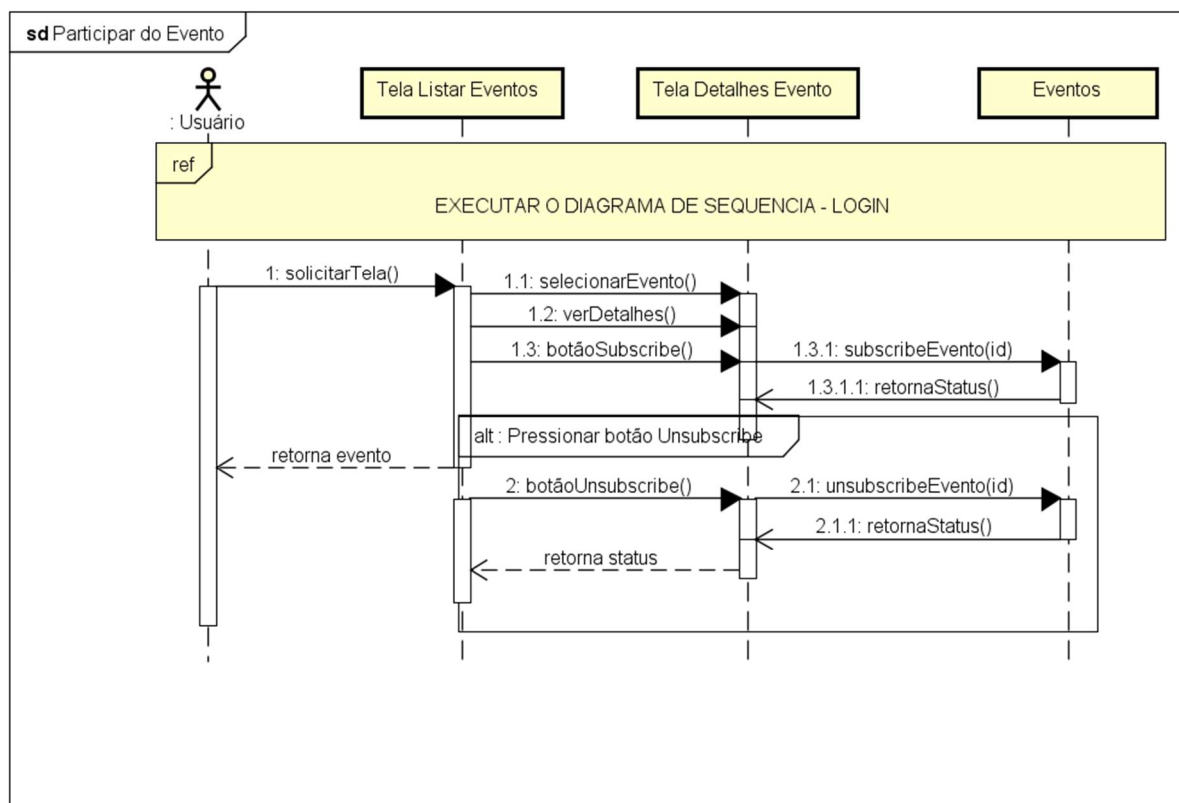 sd Participar do Evento
: Usuário
Tela Listar Eventos
Tela Detalhes Evento
Eventos
ref
EXECUTAR O DIAGRAMA DE SEQUENCIA - LOGIN
1: solicitarTela()
1.1: selecionarEvento()
1.2: verDetalhes()
1.3: botãoSubscribe()
1.3.1: subscribeEvento(id)
1.3.1.1: retornaStatus()
alt : Pressionar botão Unsubscribe
retorna evento
2: botãoUnsubscribe()
2.1: unsubscribeEvento(id)
2.1.1: retornaStatus()
retorna status